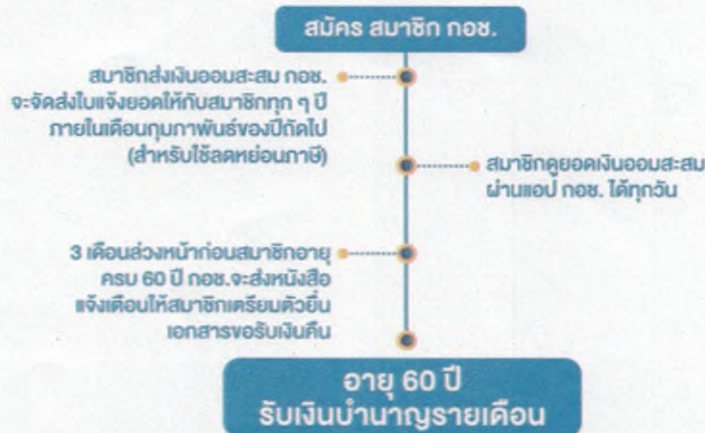 สมัคร สมาชิก กอช.
สมาชิกส่งเงินออมสะสม กอช.
จะจัดส่งใบแจ้งยอดให้กับสมาชิกทุก ๆ ปี
ภายในเดือนกุมภาพันธ์ของปีถัดไป
(สำหรับใช้ลดหย่อนภาษี)
สมาชิกดูยอดเงินออมสะสม
ผ่านแอป กอช. ได้ทุกวัน
3 เดือนล่วงหน้าก่อนสมาชิกอายุ
ครบ 60 ปี กอช.จะส่งหนังสือ
แจ้งเตือนให้สมาชิกเตรียมตัวยื่น
เอกสารขอรับเงินคืน
อายุ 60 ปี
รับเงินบำนาญรายเดือน